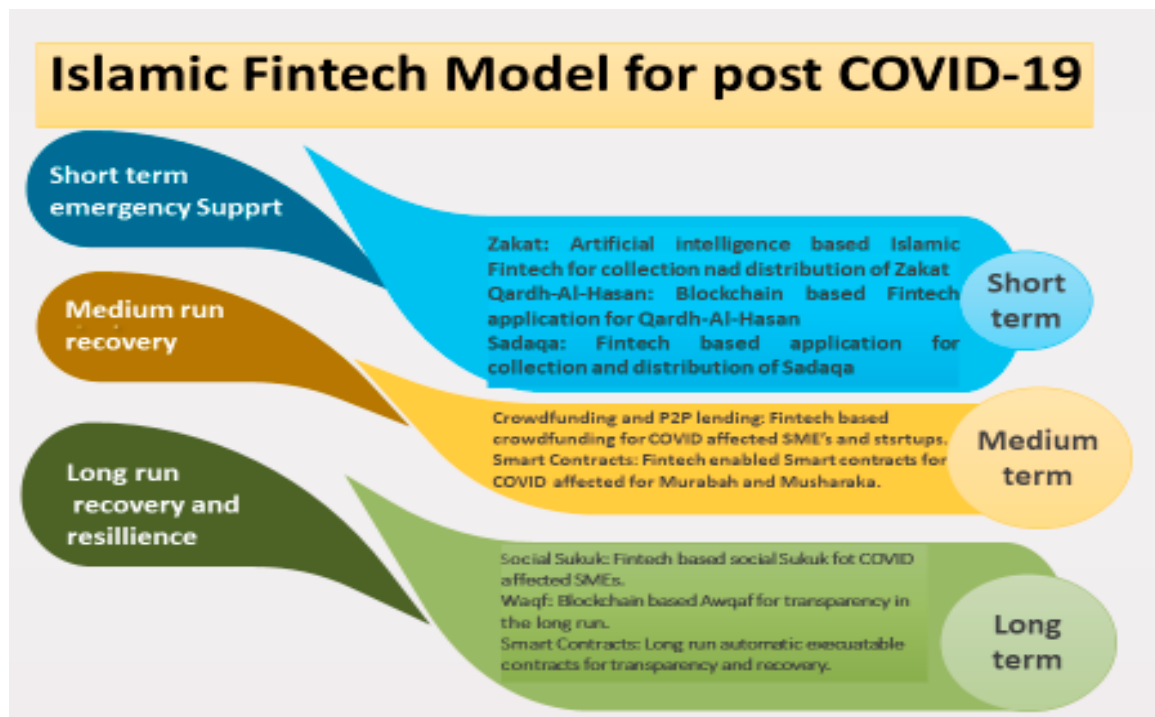 Islamic Fintech Model for post COVID-19
Short term
emergency Supprt
Zakat: Artificial intelligence based Islamic
Fintech for collection nad distribution of Zakat
Qardh-Al-Hasan: Blockchain based Fintech
application for Qardh-Al-Hasan
Sadaqa: Fintech based application for
collection and distribution of Sadaqa
Short
term
Medium run
recovery
Crowdfunding and P2P lending: Fintech based
crowdfunding for COVID affected SME's and stsrtups.
Smart Contracts: Fintech enabled Smart contracts for
COVID affected for Murabah and Musharaka.
Medium
term
Long run
recovery and
resillience
Social Sukuk: Fintech based social Sukuk fot COVID
affected SMEs.
Waqf: Blockchain based Awqaf for transparency in
the long run.
Smart Contracts: Long run automatic execuatable
contracts for transparency and recovery.
Long
term